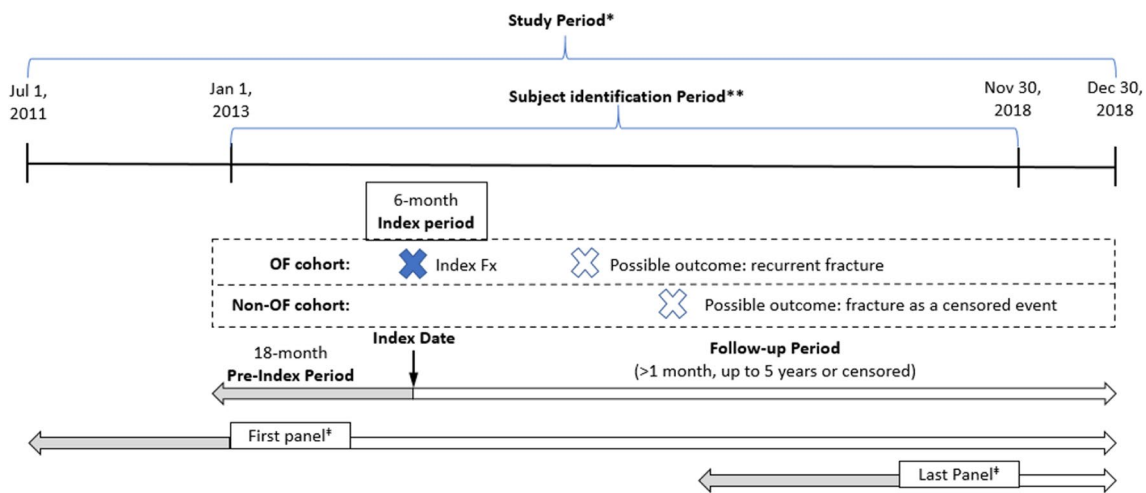 Study Period*
Jul 1,
2011
Jan 1,
2013
Subject identification Period**
Nov 30,
2018
Dec 30,
2018
6-month
Index period
OF cohort:
Index Fx
Possible outcome: recurrent fracture
Non-OF cohort:
Possible outcome: fracture as a censored event
Index Date
18-month
Pre-Index Period
Follow-up Period
(>1 month, up to 5 years or censored)
First panel‡
Last Panel‡